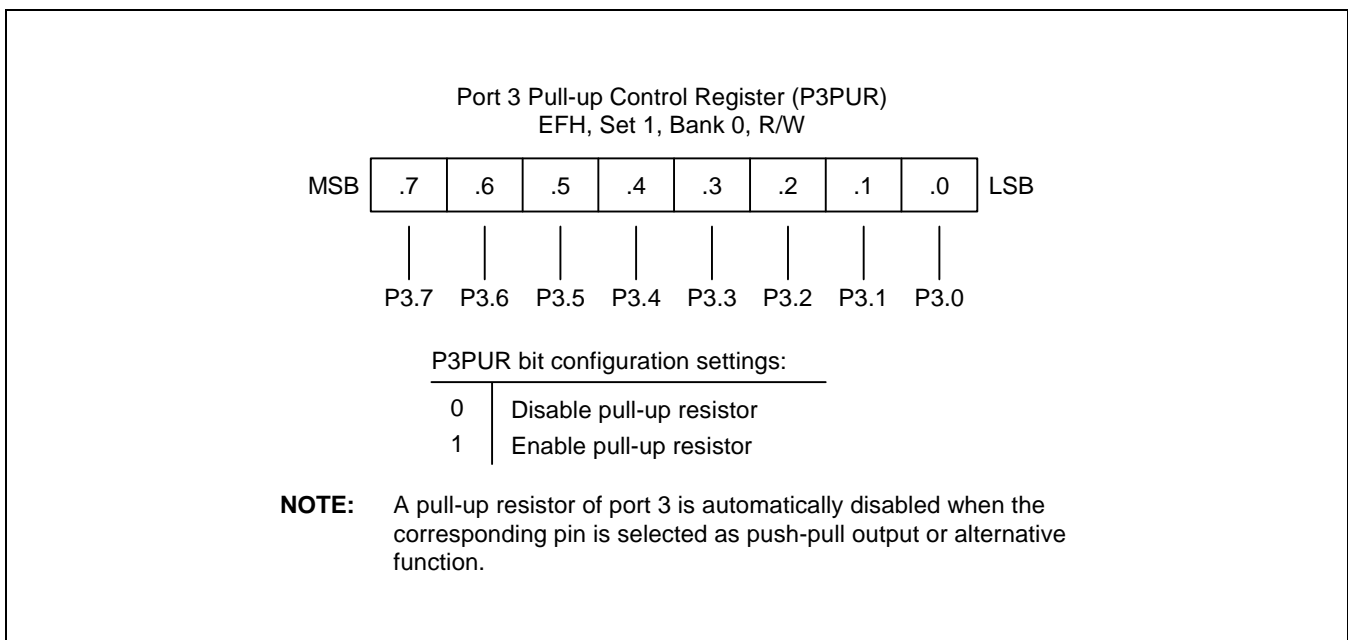 Port 3 Pull-up Control Register (P3PUR)
EFH, Set 1, Bank 0, R/W
MSB .7 .6 .5 .4 .3 .2 .1 .0 LSB
P3.7 P3.6 P3.5 P3.4 P3.3 P3.2 P3.1 P3.0
P3PUR bit configuration settings:
0 Disable pull-up resistor
1 Enable pull-up resistor
NOTE: A pull-up resistor of port 3 is automatically disabled when the
corresponding pin is selected as push-pull output or alternative
function.